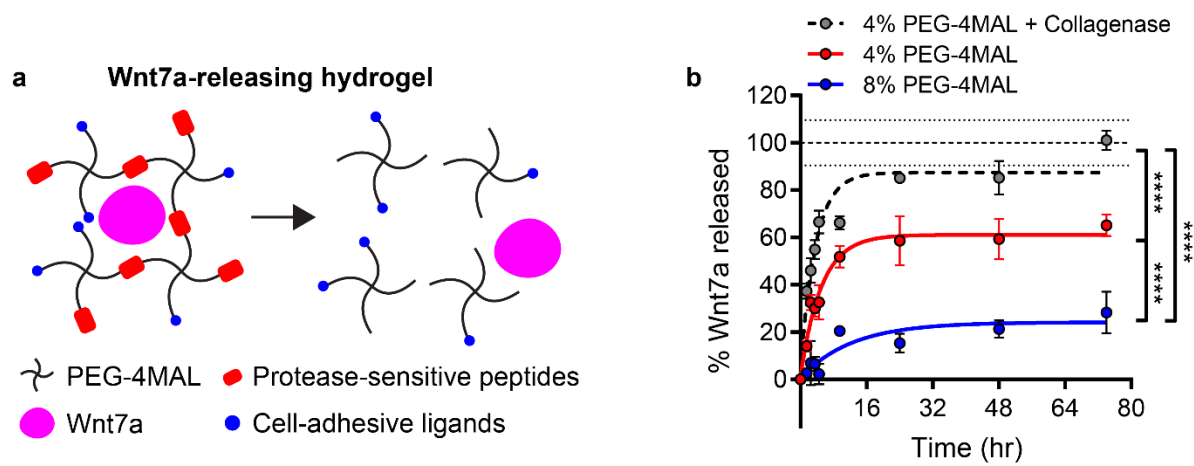 a Wnt7a-releasing hydrogel
PEG-4MAL
Protease-sensitive peptides
Wnt7a
Cell-adhesive ligands
b
4% PEG-4MAL + Collagenase
4% PEG-4MAL
8% PEG-4MAL
% Wnt7a released
120
100
80
60
40
20
0
16 32 48 64 80
Time (hr)
****
****
****